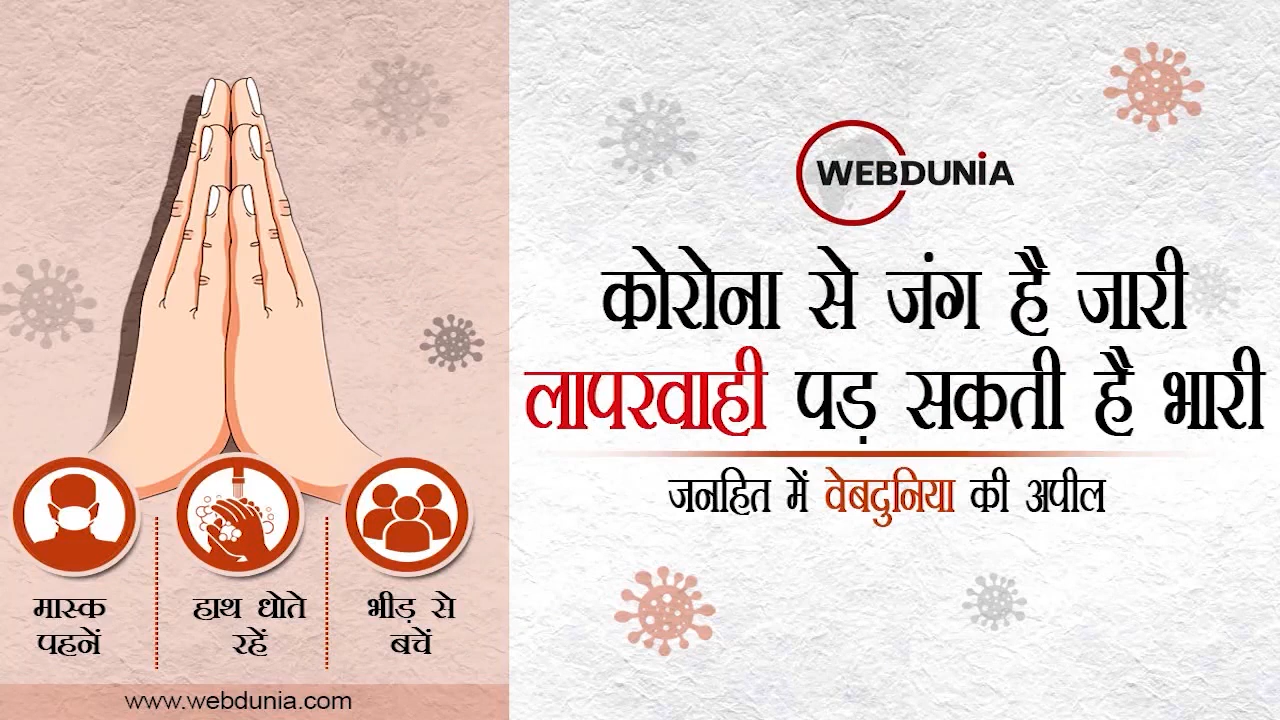 मास्क
पहनें
हाथ धोते
रहें
भीड़ से
बचें
www.webdunia.com
WEBDUNIA
कोरोना से जंग है जारी
लापरवाही पड़ सकती है भारी
जनहित में वेबदुनिया की अपील